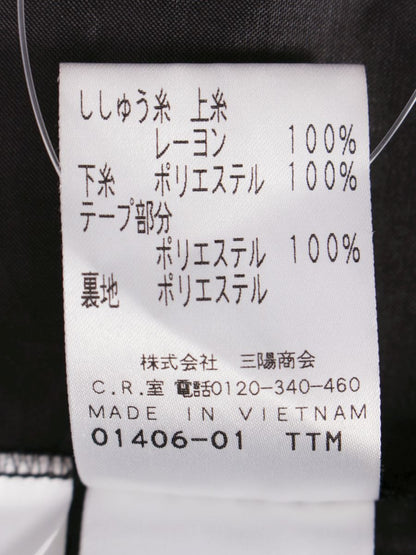 ししゅう糸 上糸
レーヨン 100%
下糸 ポリエステル 100%
テープ部分
ポリエステル 100%
裏地 ポリエステル
株式会社 三陽商会
C.R.室 電話0120-340-460
MADE IN VIETNAM
01406-01 TTM